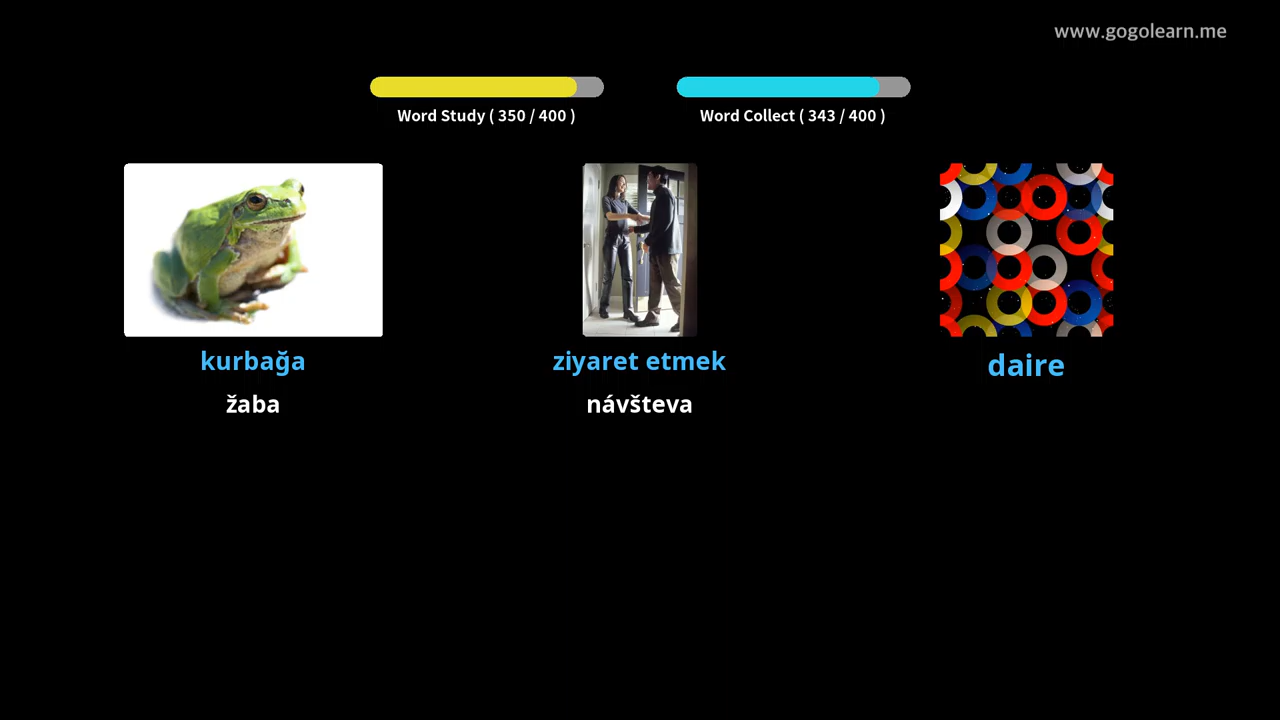 www.gogolearn.me
Word Study ( 350 / 400 )
Word Collect ( 343 / 400 )
kurbağa
žaba
ziyaret etmek
návšteva
daire